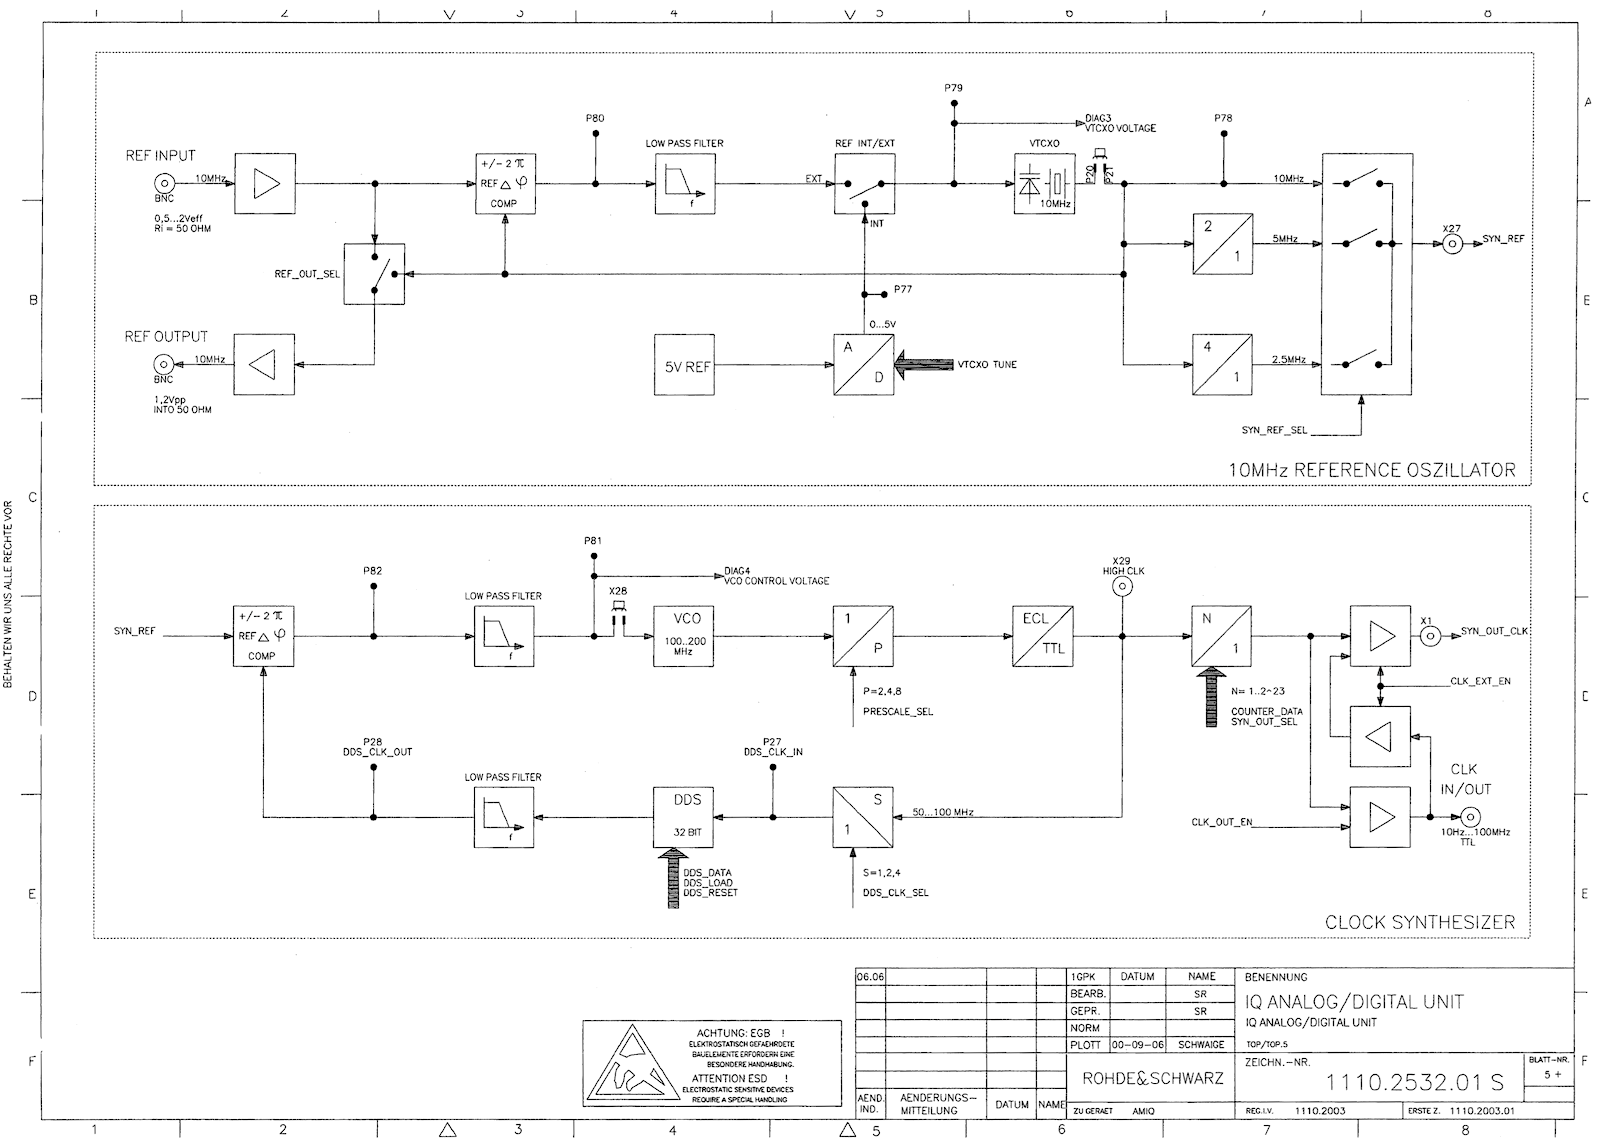 1 2 3 4 5 6 7 8
A
P79
P80
DIAG3
VTCXO VOLTAGE
P78
REF INPUT
LOW PASS FILTER
REF INT/EXT
VTCXO
+/-2π
REF △ φ
COMP
10MHz
BNC
f
EXT
INT
P20
P21
10MHz
10MHz
0,5...2Veff
Ri = 50 OHM
2
1
5MHz
X27
SYN_REF
REF_OUT_SEL
P77
B
0...5V
REF OUTPUT
10MHz
BNC
5V REF
A
D
VTCXO TUNE
4
1
2.5MHz
1,2Vpp
INTO 50 OHM
SYN_REF_SEL
10MHz REFERENCE OSZILLATOR
C
C
BEHALTEN WIR UNS ALLE RECHTE VOR
P81
P82
DIAG4
VCO CONTROL VOLTAGE
X29
HIGH CLK
LOW PASS FILTER
X28
SYN_REF
+/-2π
REF △ φ
COMP
f
VCO
100..200
MHz
1
P
ECL
TTL
N
1
X1
SYN_OUT_CLK
P=2,4,8
PRESCALE_SEL
N= 1..2^23
COUNTER_DATA
SYN_OUT_SEL
CLK_EXT_EN
D
P28
DDS_CLK_OUT
P27
DDS_CLK_IN
LOW PASS FILTER
CLK
IN/OUT
f
DDS
32 BIT
S
1
50...100 MHz
CLK_OUT_EN
10Hz...100MHz
TTL
DDS_DATA
DDS_LOAD
DDS_RESET
S=1,2,4
DDS_CLK_SEL
E
E
CLOCK SYNTHESIZER
06.06
1GPK DATUM NAME
BENENNUNG
BEARB. SR
IQ ANALOG/DIGITAL UNIT
GEPR. SR
IQ ANALOG/DIGITAL UNIT
NORM
PLOTT 00-09-06 SCHWAIGE
TOP/TOP.5
ACHTUNG: EGB !
ELEKTROSTATISCH GEFAEHRDETE
BAUELEMENTE ERFORDERN EINE
BESONDERE HANDHABUNG.
ATTENTION ESD !
ELECTROSTATIC SENSITIVE DEVICES
REQUIRE A SPECIAL HANDLING
F
F
ROHDE&SCHWARZ
ZEICHN.-NR.
1110.2532.01 S
BLATT-NR.
5 +
AEND.
IND.
AENDERUNGS-
MITTEILUNG
DATUM
NAME
ZU GERAET AMIQ
REG.I.V. 1110.2003
ERSTE Z. 1110.2003.01
1 2 3 4 5 6 7 8